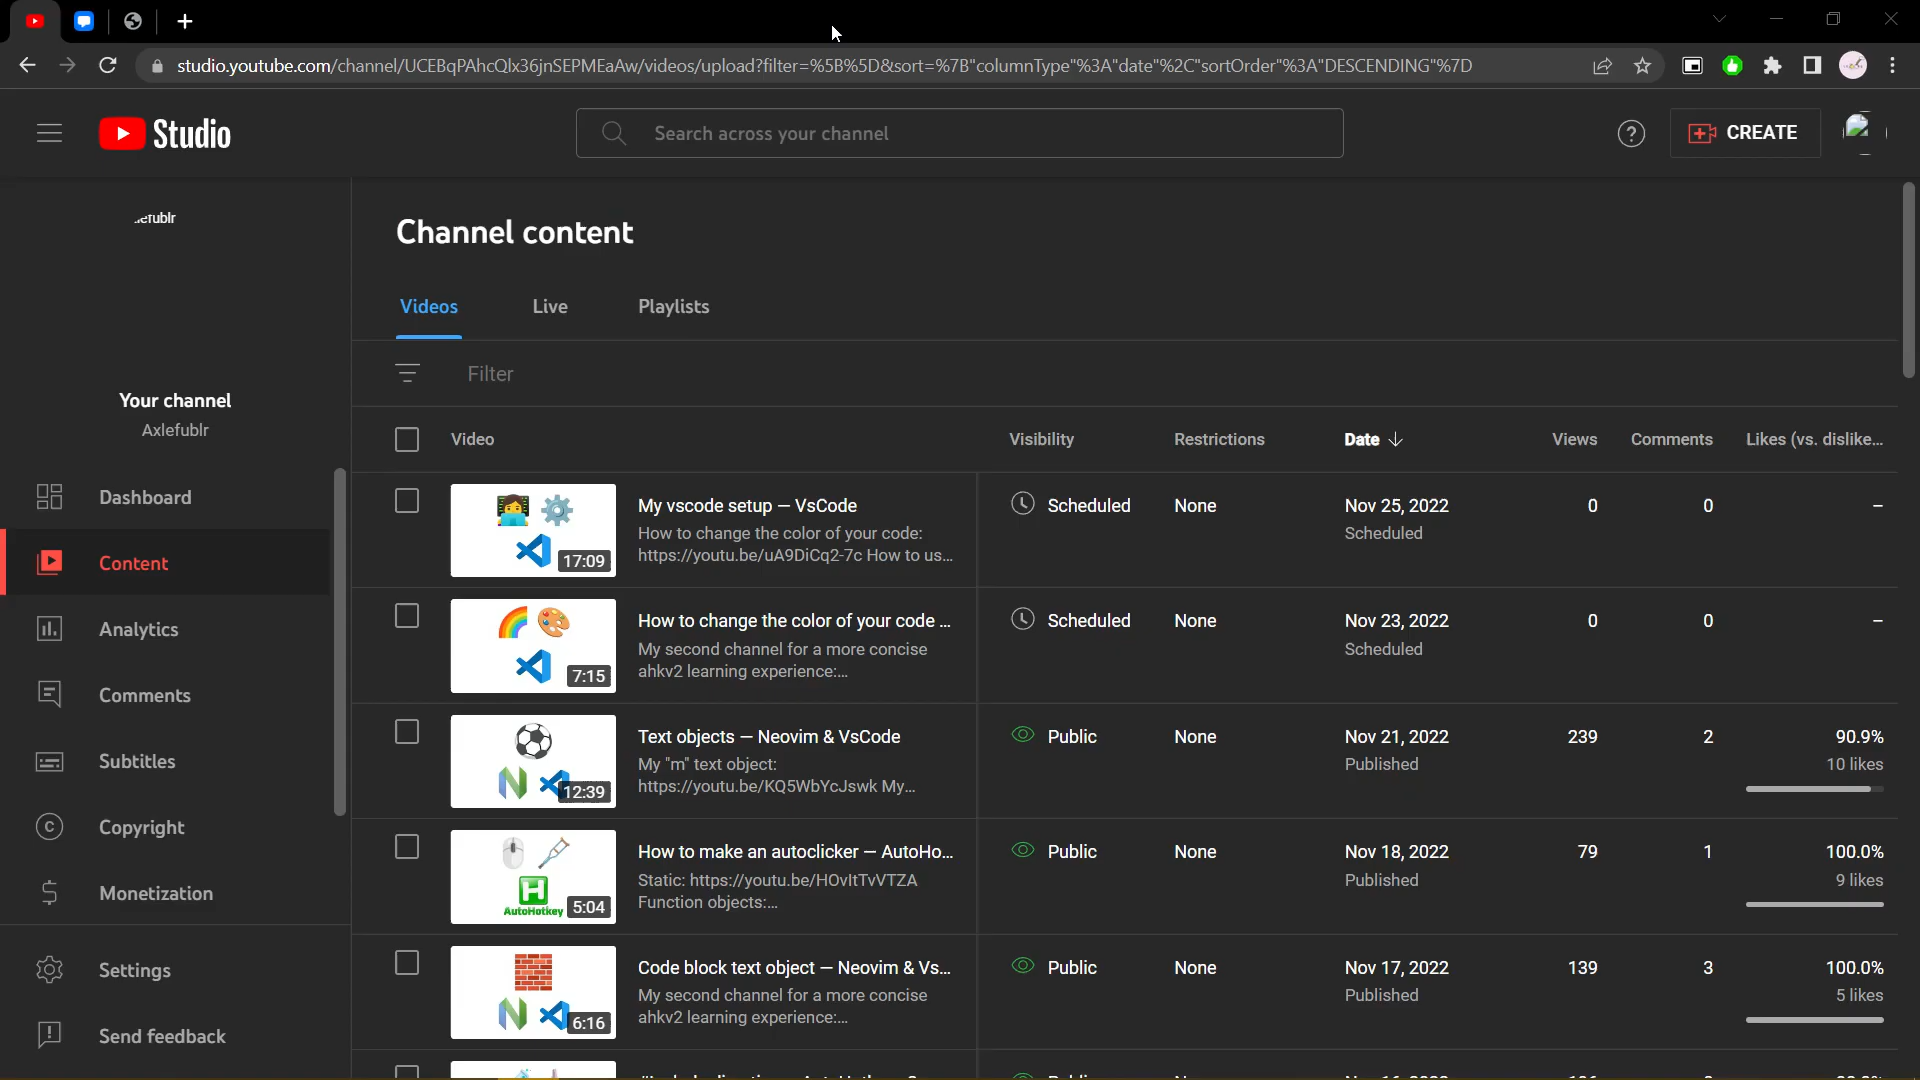 studio.youtube.com/channel/UCEBqPAhcQlx36jnSEPMEaAw/videos/upload?filter=%5B%5D&sort=%7B"columnType"%3A"date"%2C"sortOrder"%3A"DESCENDING"%7D
Studio
Search across your channel
CREATE
Channel content
Videos Live Playlists
Filter
Your channel
Axlefublr
Dashboard
Content
Analytics
Comments
Subtitles
Copyright
Monetization
Settings
Send feedback
Video Visibility Restrictions Date Views Comments Likes (vs. dislike...
17:09
My vscode setup — VsCode
How to change the color of your code:
https://youtu.be/uA9DiCq2-7c How to us...
Scheduled None Nov 25, 2022 0 0 –
Scheduled
7:15
How to change the color of your code ...
My second channel for a more concise
ahkv2 learning experience:...
Scheduled None Nov 23, 2022 0 0 –
Scheduled
12:39
Text objects — Neovim & VsCode
My "m" text object:
https://youtu.be/KQ5WbYcJswk My...
Public None Nov 21, 2022 239 2 90.9%
Published 10 likes
AutoHotkey 5:04
How to make an autoclicker — AutoHo...
Static: https://youtu.be/HOvItTvVTZA
Function objects:...
Public None Nov 18, 2022 79 1 100.0%
Published 9 likes
6:16
Code block text object — Neovim & Vs...
My second channel for a more concise
ahkv2 learning experience:...
Public None Nov 17, 2022 139 3 100.0%
Published 5 likes